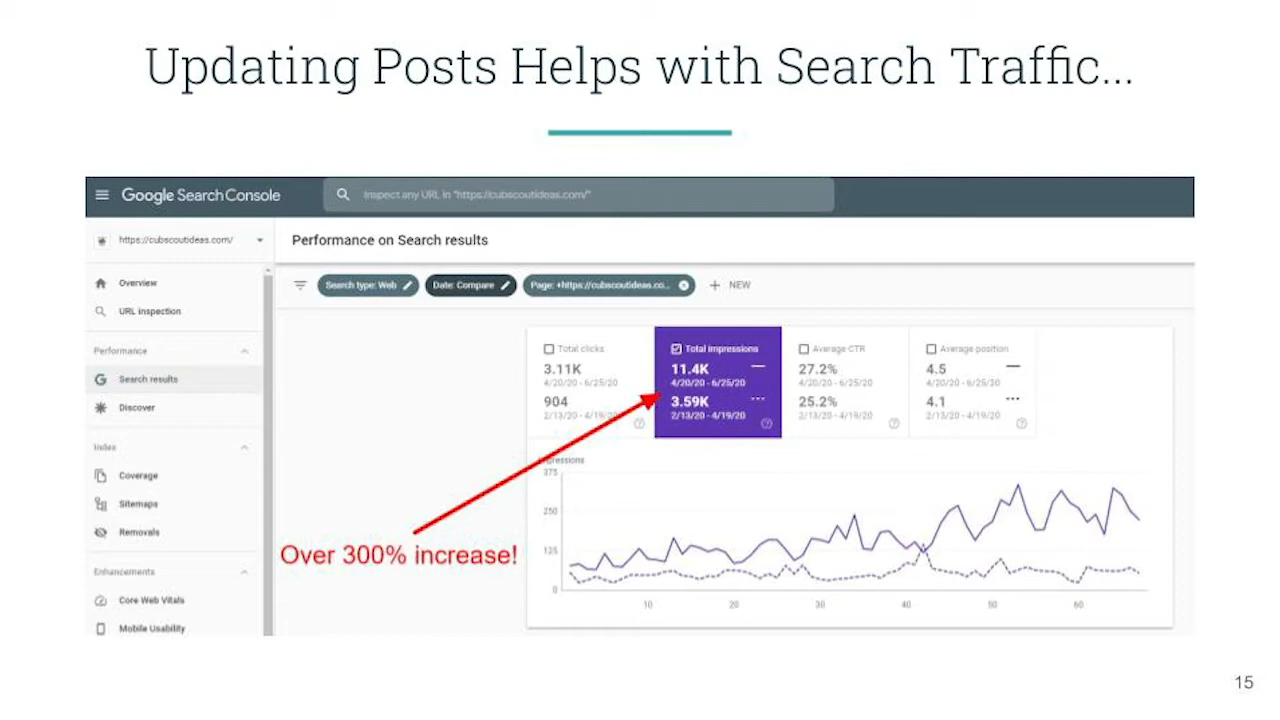 Updating Posts Helps with Search Traffic...
Google Search Console
Inspect any URL in "https://cubscoutideas.com/"
https://cubscoutideas.com/
Performance on Search results
Overview
URL inspection
Performance
Search results
Discover
Index
Coverage
Sitemaps
Removals
Enhancements
Core Web Vitals
Mobile Usability
Search type: Web
Date: Compare
Page: +https://cubscoutideas.co...
+ NEW
Total clicks
3.11K
4/20/20 - 6/25/20
904
2/13/20 - 4/19/20
Total impressions
11.4K
4/20/20 - 6/25/20
3.59K
2/13/20 - 4/19/20
Average CTR
27.2%
4/20/20 - 6/25/20
25.2%
2/13/20 - 4/19/20
Average position
4.5
4/20/20 - 6/25/20
4.1
2/13/20 - 4/19/20
Over 300% increase!
Impressions
375
250
125
0
10
20
30
40
50
60
15